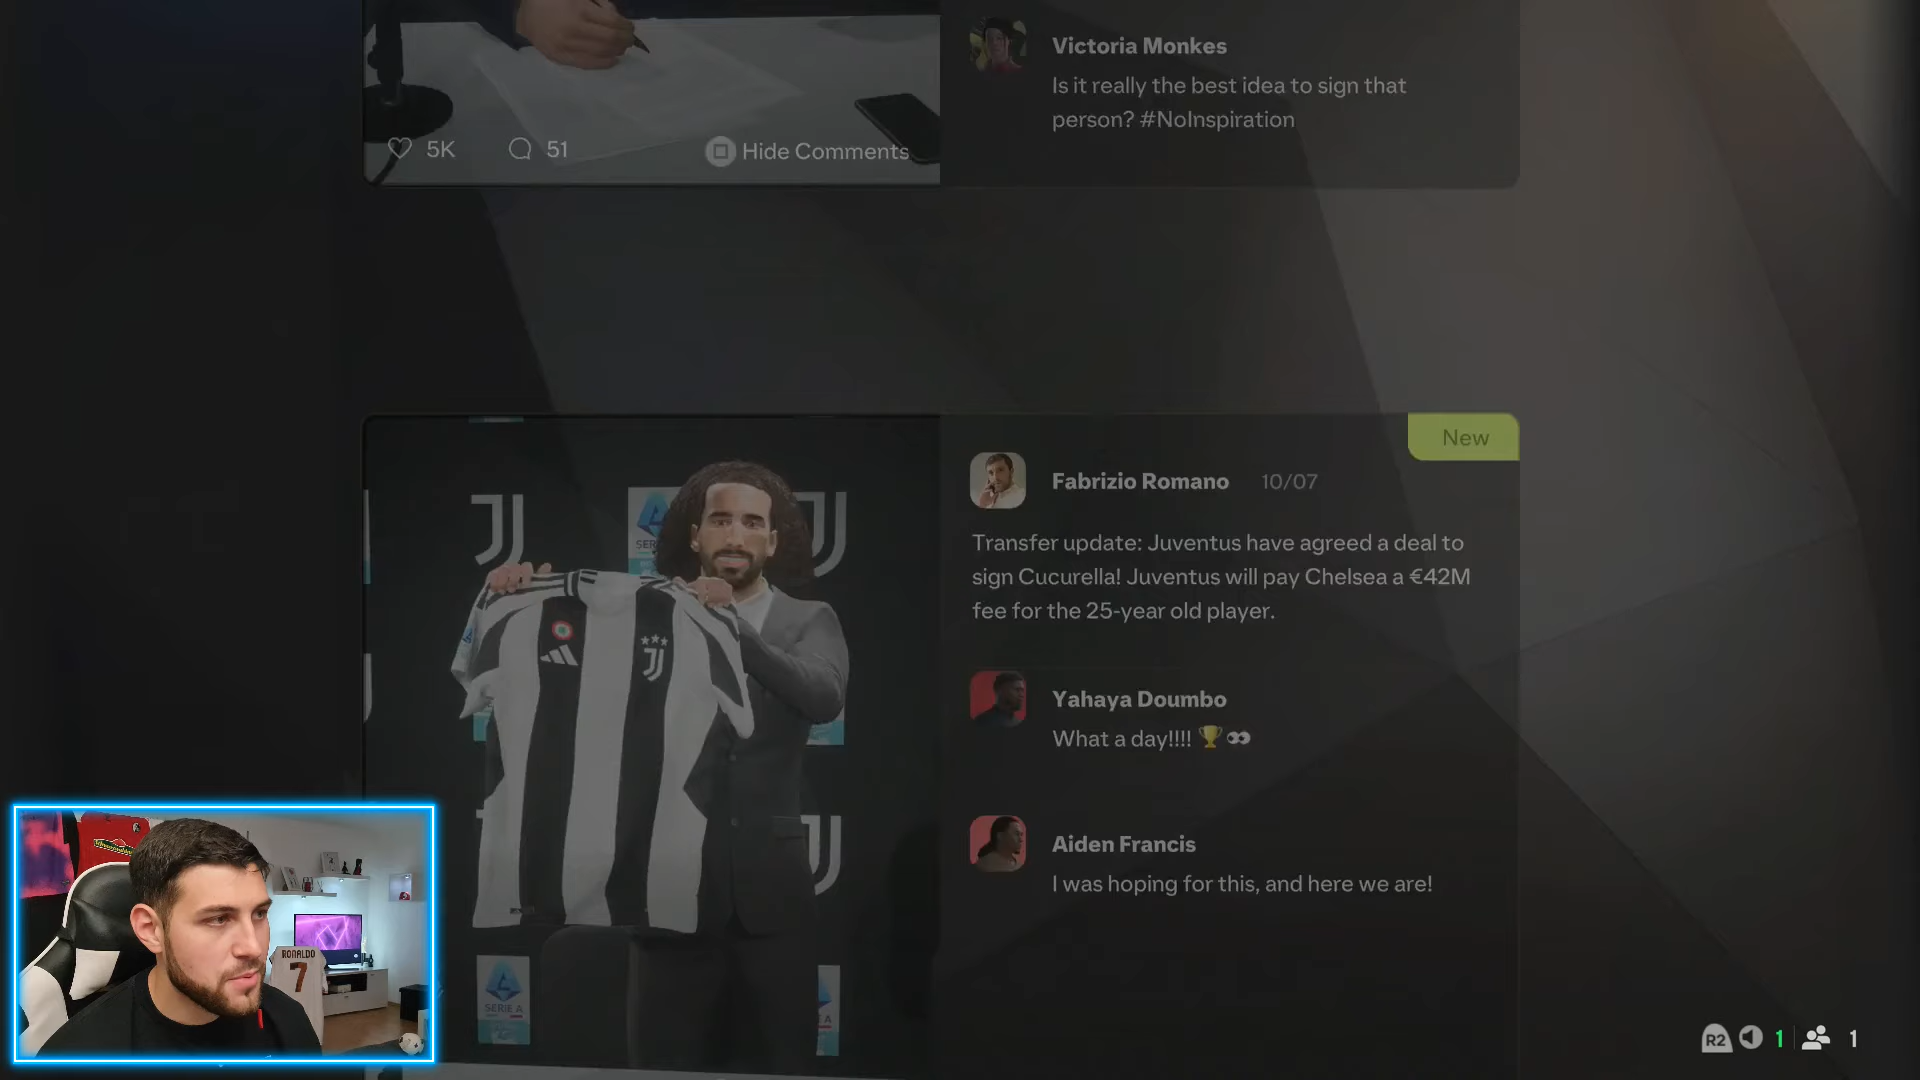 Victoria Monkes
Is it really the best idea to sign that
person? #NoInspiration
5K
51
Hide Comments
New
Fabrizio Romano
10/07
Transfer update: Juventus have agreed a deal to
sign Cucurella! Juventus will pay Chelsea a €42M
fee for the 25-year old player.
Yahaya Doumbo
What a day!!!! 🏆👀
Aiden Francis
I was hoping for this, and here we are!
SERIE A
RONALDO
7
R2
1
1